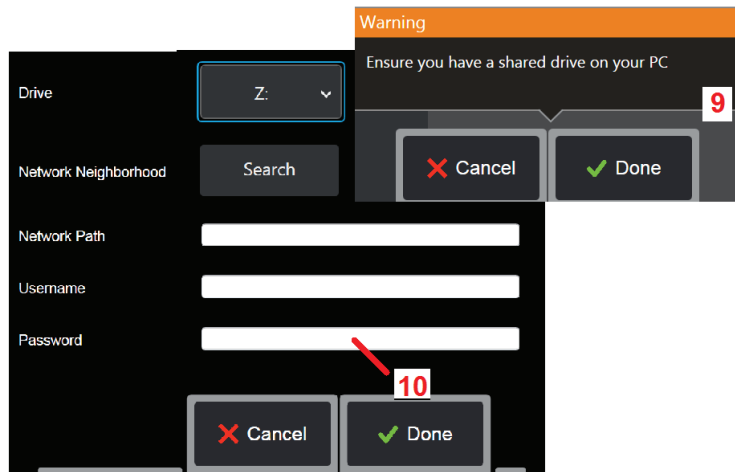 Warning
Ensure you have a shared drive on your PC
9
Cancel
Done
Drive
Z:
Network Neighborhood
Search
Network Path
Username
Password
10
Cancel
Done